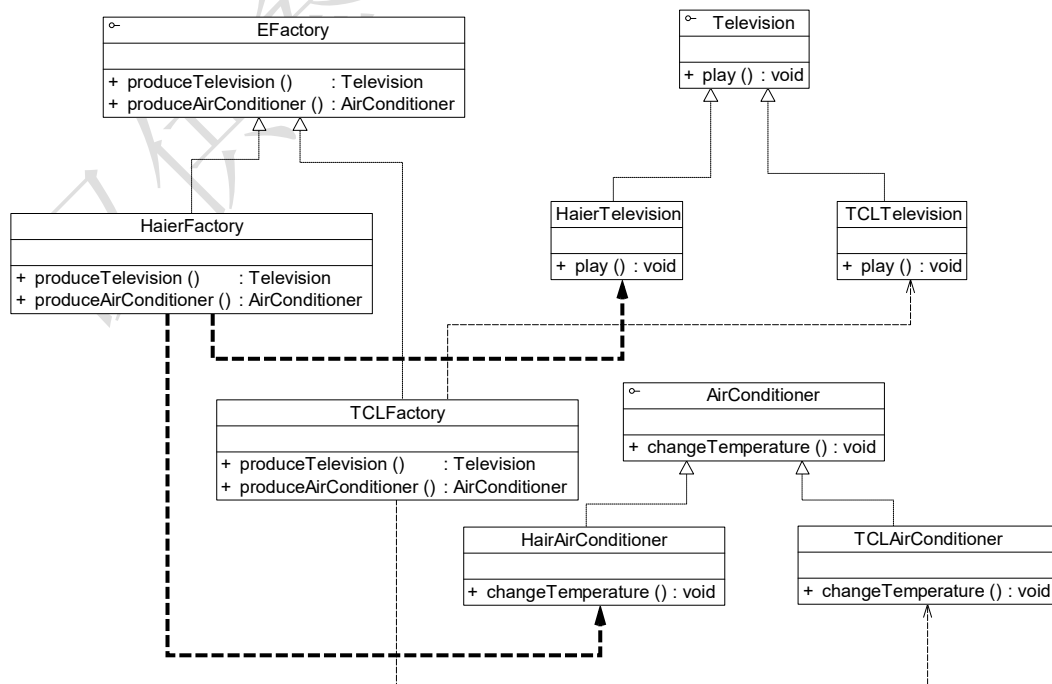 EFactory
+ produceTelevision () : Television
+ produceAirConditioner () : AirConditioner
Television
+ play () : void
HaierFactory
+ produceTelevision () : Television
+ produceAirConditioner () : AirConditioner
HaierTelevision
+ play () : void
TCLTelevision
+ play () : void
TCLFactory
+ produceTelevision () : Television
+ produceAirConditioner () : AirConditioner
AirConditioner
+ changeTemperature () : void
HairAirConditioner
+ changeTemperature () : void
TCLAirConditioner
+ changeTemperature () : void